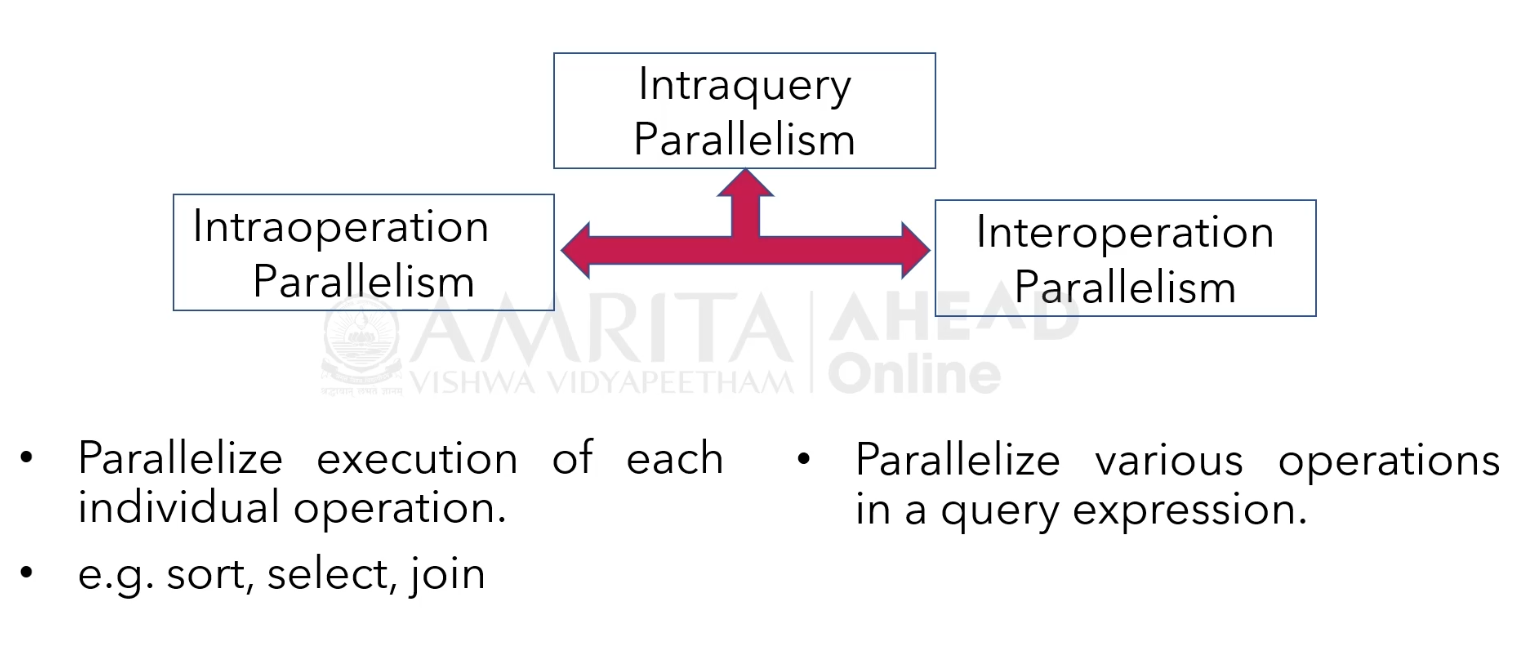 Intraquery
Parallelism
Intraoperation
Parallelism
Interoperation
Parallelism
AMRITA
VISHWA VIDYAPEETHAM
AHEAD
Online
• Parallelize execution of each
individual operation.
• e.g. sort, select, join
• Parallelize various operations
in a query expression.